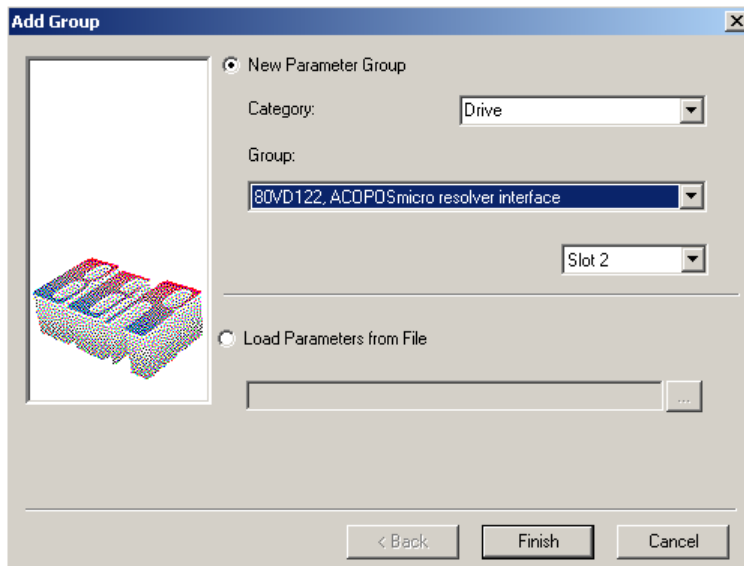 Add Group
New Parameter Group
Category:
Drive
Group:
80VD122, ACOPOSmicro resolver interface
Slot 2
Load Parameters from File
...
< Back
Finish
Cancel